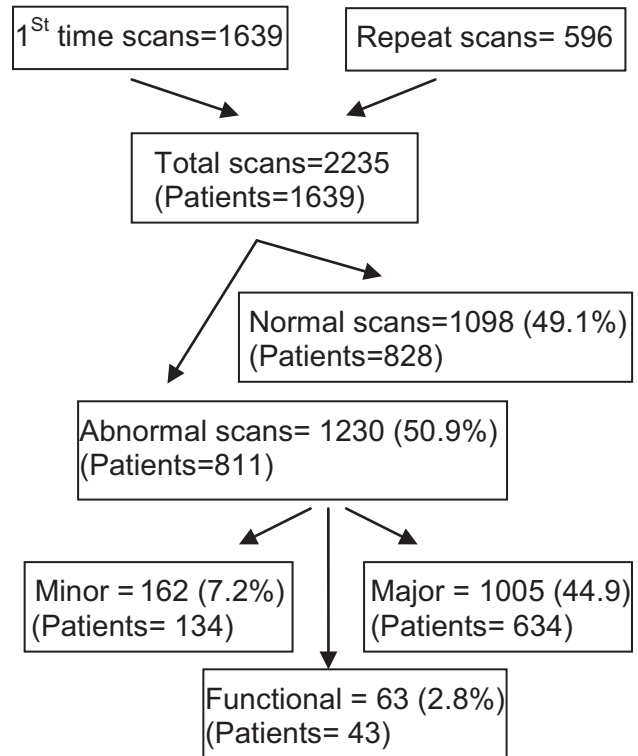 1St time scans=1639
Repeat scans= 596
Total scans=2235
(Patients=1639)
Normal scans=1098 (49.1%)
(Patients=828)
Abnormal scans= 1230 (50.9%)
(Patients=811)
Minor = 162 (7.2%)
(Patients= 134)
Major = 1005 (44.9)
(Patients= 634)
Functional = 63 (2.8%)
(Patients= 43)